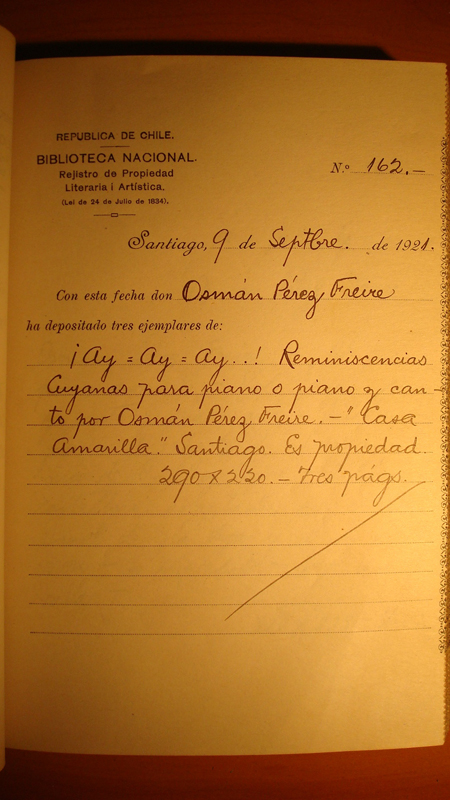 REPUBLICA DE CHILE.
BIBLIOTECA NACIONAL.
Rejistro de Propiedad
Literaria i Artística.
(Lei de 24 de Julio de 1834).
N.º 162.-
Santiago, 9 de Septbre. de 1921.
Con esta fecha don Osmán Pérez Freire
ha depositado tres ejemplares de:
¡Ay = Ay = Ay..! Reminiscencias
Cuyanas para piano o piano y can-
to por Osmán Pérez Freire. - "Casa
Amarilla." Santiago. Es propiedad.
290 x 220. - Tres págs.